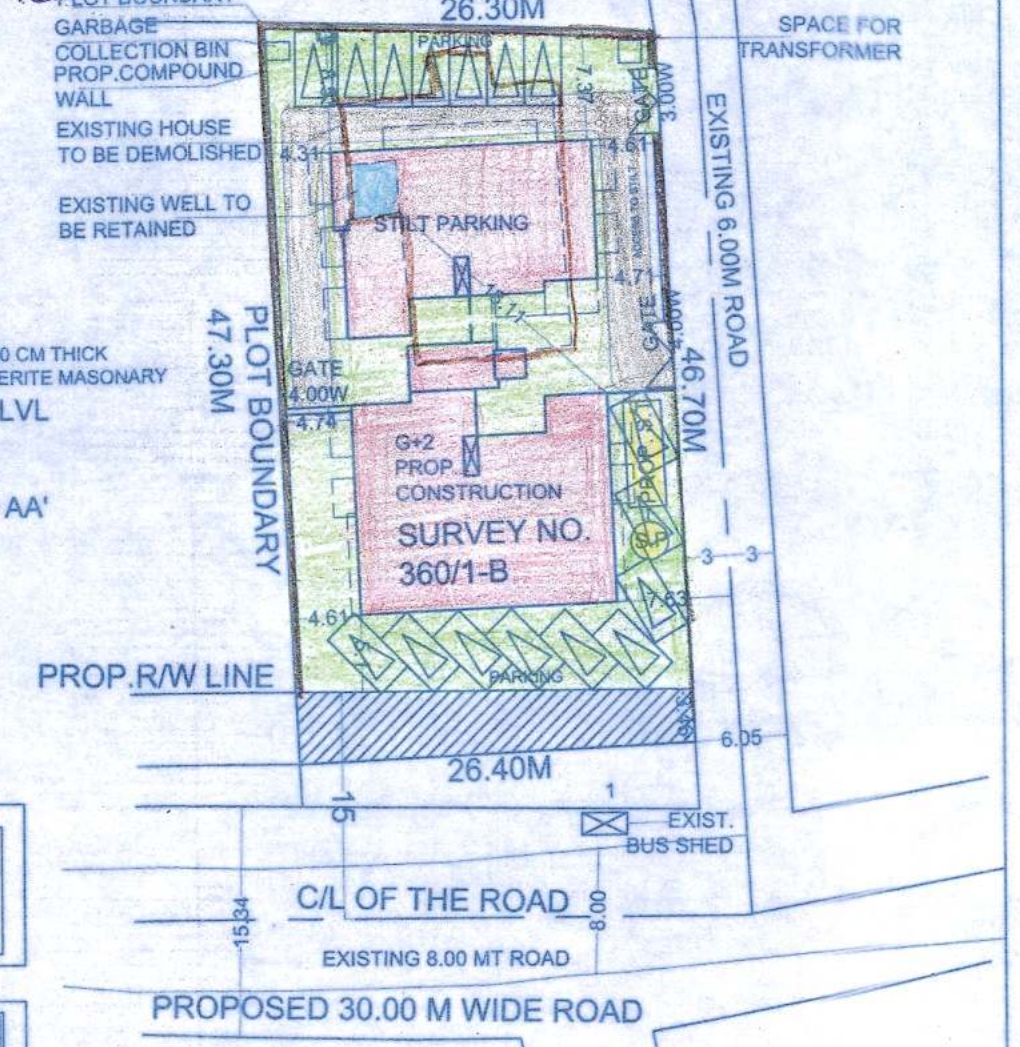 26.30M
PARKING
GARBAGE
COLLECTION BIN
PROP.COMPOUND
WALL
SPACE FOR
TRANSFORMER
7.37
GATE
3.00W
EXISTING HOUSE
TO BE DEMOLISHED
4.31
4.61
EXISTING 6.00M ROAD
EXISTING WELL TO
BE RETAINED
STILT PARKING
4.71
GATE
PLOT BOUNDARY
47.30M
46.70M
0 CM THICK
ERITE MASONARY
LVL
GATE
4.00W
4.74
G+2
PROP.
CONSTRUCTION
SURVEY NO.
360/1-B
AA'
PROP. S.
S.P
3
3
4.61
7.63
PARKING
PROP.R/W LINE
6.05
26.40M
15
1
EXIST.
BUS SHED
C/L OF THE ROAD
15.34
8.00
EXISTING 8.00 MT ROAD
PROPOSED 30.00 M WIDE ROAD